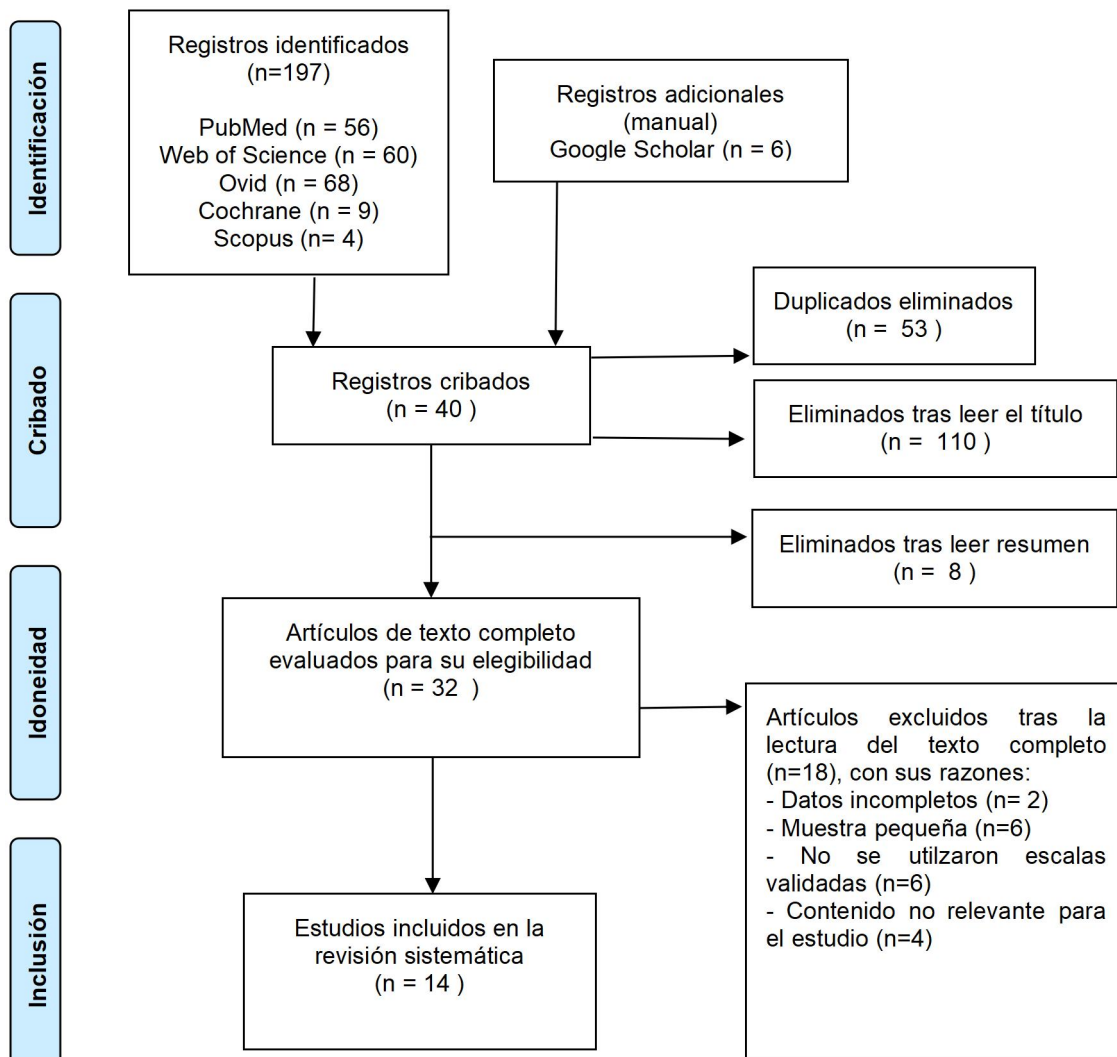 Identificación
Registros identificados
(n=197)
PubMed (n = 56)
Web of Science (n = 60)
Ovid (n = 68)
Cochrane (n = 9)
Scopus (n= 4)
Registros adicionales
(manual)
Google Scholar (n = 6)
Cribado
Duplicados eliminados
(n = 53 )
Registros cribados
(n = 40 )
Eliminados tras leer el título
(n = 110 )
Eliminados tras leer resumen
(n = 8 )
Idoneidad
Artículos de texto completo
evaluados para su elegibilidad
(n = 32 )
Artículos excluidos tras la
lectura del texto completo
(n=18), con sus razones:
- Datos incompletos (n= 2)
- Muestra pequeña (n=6)
- No se utilzaron escalas
validadas (n=6)
- Contenido no relevante para
el estudio (n=4)
Inclusión
Estudios incluidos en la
revisión sistemática
(n = 14 )